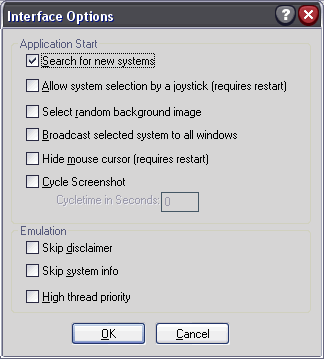 Interface Options
Application Start
Search for new systems
Allow system selection by a joystick (requires restart)
Select random background image
Broadcast selected system to all windows
Hide mouse cursor (requires restart)
Cycle Screenshot
Cycletime in Seconds: 0
Emulation
Skip disclaimer
Skip system info
High thread priority
OK Cancel